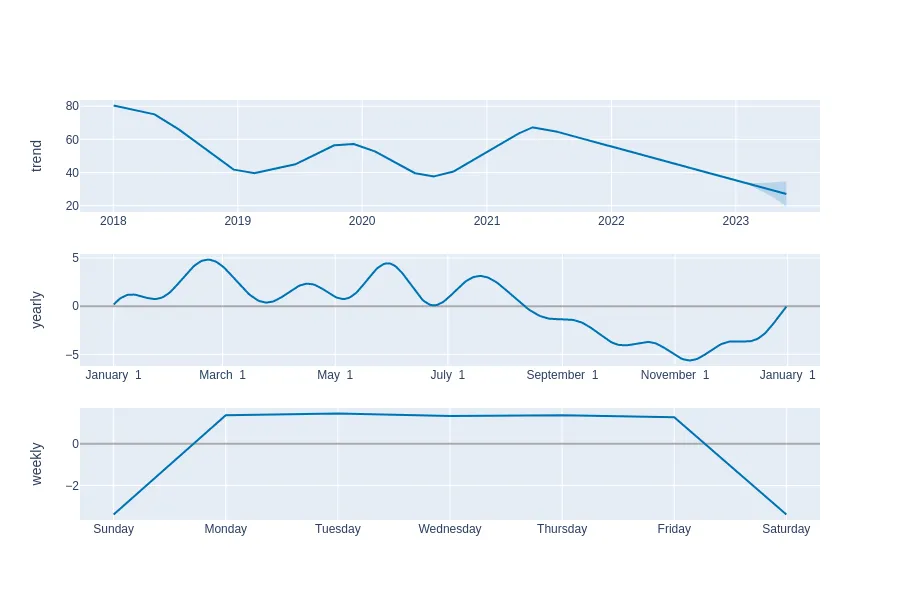 trend
80
60
40
20
2018 2019 2020 2021 2022 2023
yearly
5
0
−5
January 1 March 1 May 1 July 1 September 1 November 1 January 1
weekly
0
−2
Sunday Monday Tuesday Wednesday Thursday Friday Saturday